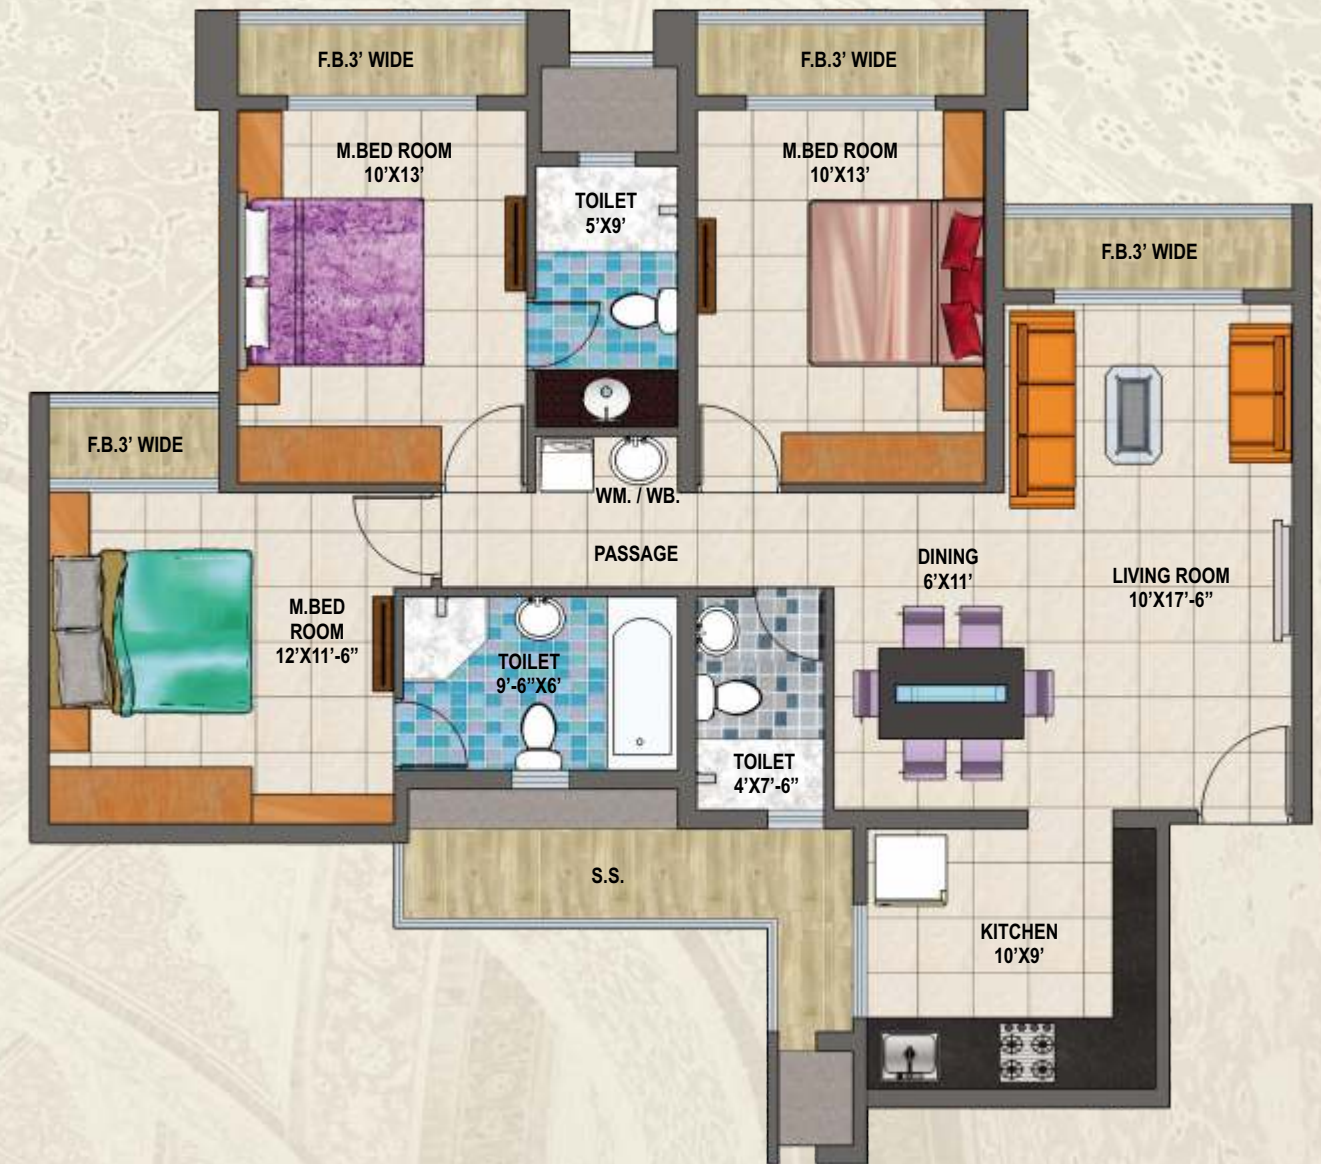 F.B.3' WIDE
F.B.3' WIDE
M.BED ROOM
10'X13'
M.BED ROOM
10'X13'
TOILET
5'X9'
F.B.3' WIDE
F.B.3' WIDE
WM. / WB.
PASSAGE
DINING
6'X11'
LIVING ROOM
10'X17'-6"
M.BED
ROOM
12'X11'-6"
TOILET
9'-6"X6'
TOILET
4'X7'-6"
S.S.
KITCHEN
10'X9'